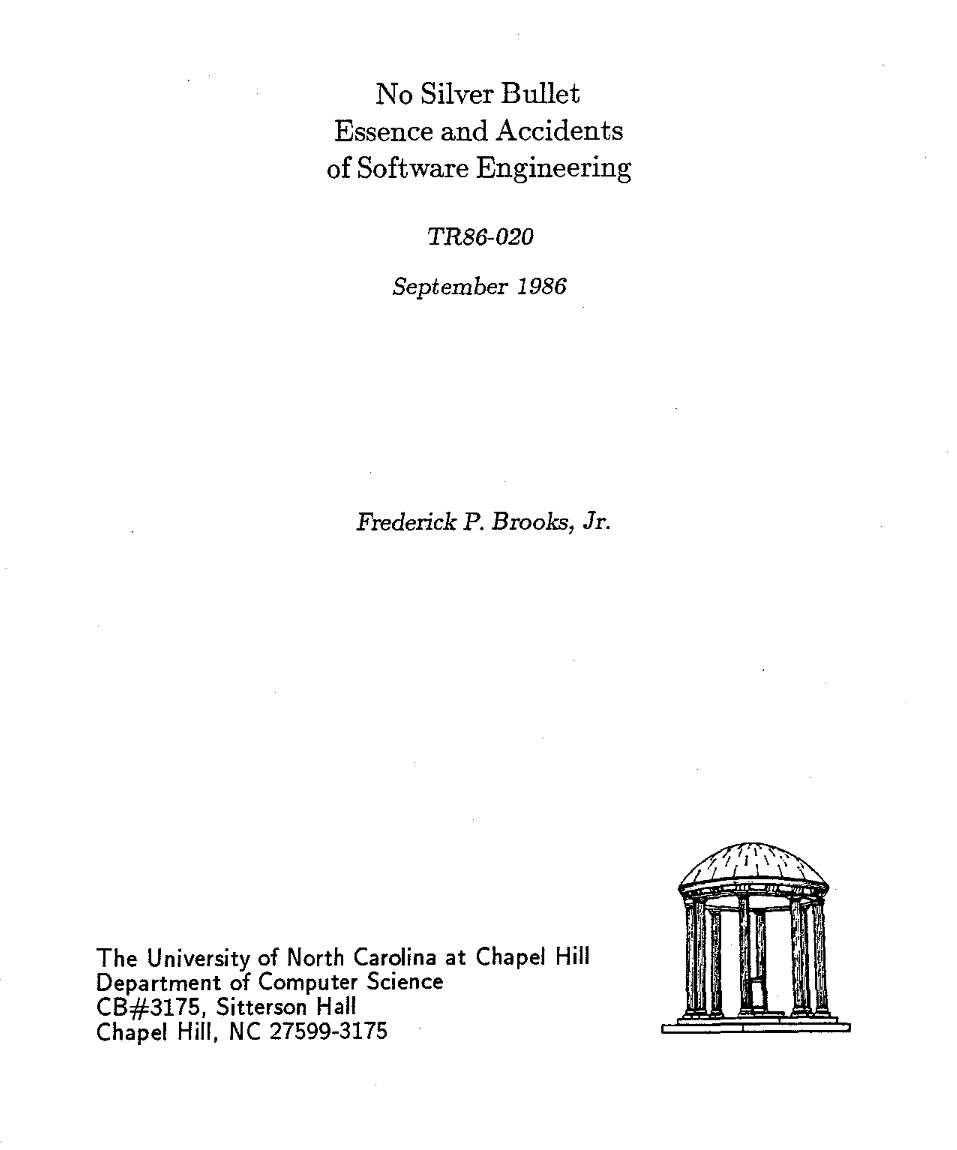 No Silver Bullet
Essence and Accidents
of Software Engineering
TR86-020
September 1986
Frederick P. Brooks, Jr.
The University of North Carolina at Chapel Hill
Department of Computer Science
CB#3175, Sitterson Hall
Chapel Hill, NC 27599-3175